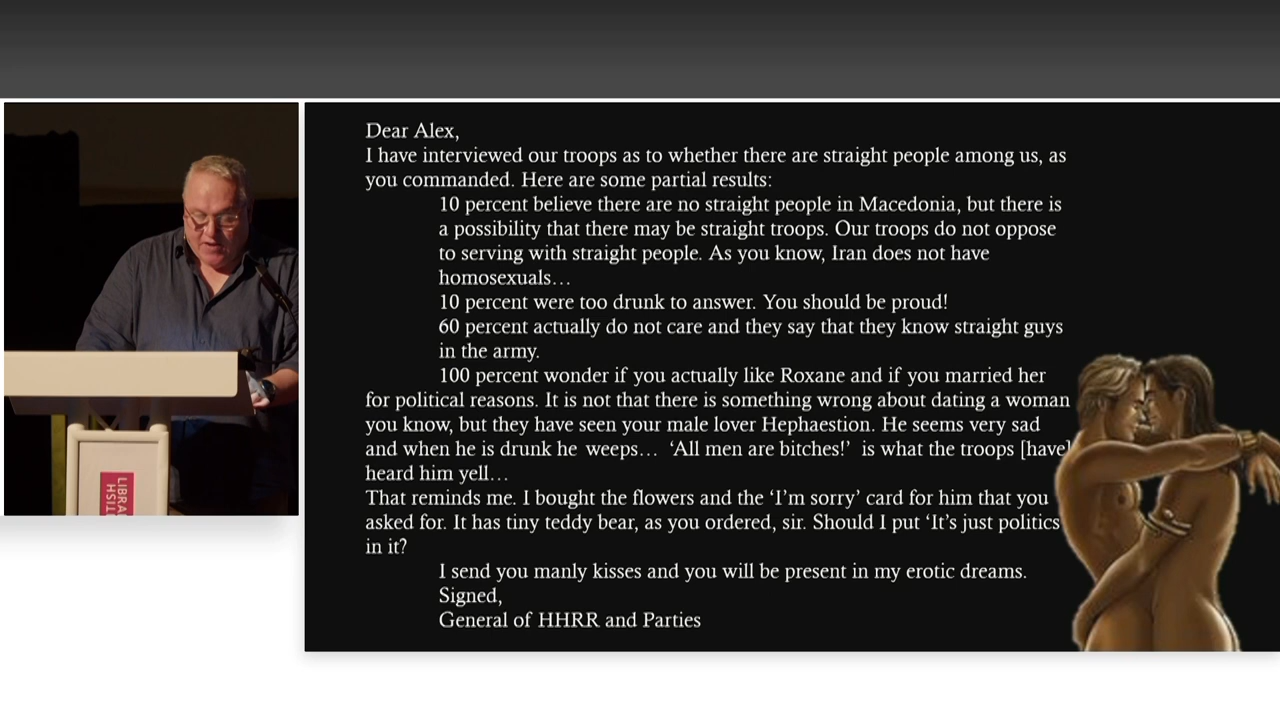 Dear Alex,
I have interviewed our troops as to whether there are straight people among us, as
you commanded. Here are some partial results:
10 percent believe there are no straight people in Macedonia, but there is
a possibility that there may be straight troops. Our troops do not oppose
to serving with straight people. As you know, Iran does not have
homosexuals…
10 percent were too drunk to answer. You should be proud!
60 percent actually do not care and they say that they know straight guys
in the army.
100 percent wonder if you actually like Roxane and if you married her
for political reasons. It is not that there is something wrong about dating a woman
you know, but they have seen your male lover Hephaestion. He seems very sad
and when he is drunk he weeps… ‘All men are bitches!’ is what the troops [have]
heard him yell…
That reminds me. I bought the flowers and the ‘I’m sorry’ card for him that you
asked for. It has tiny teddy bear, as you ordered, sir. Should I put ‘It’s just politics
in it?
I send you manly kisses and you will be present in my erotic dreams.
Signed,
General of HHRR and Parties
LIBRA
TISH